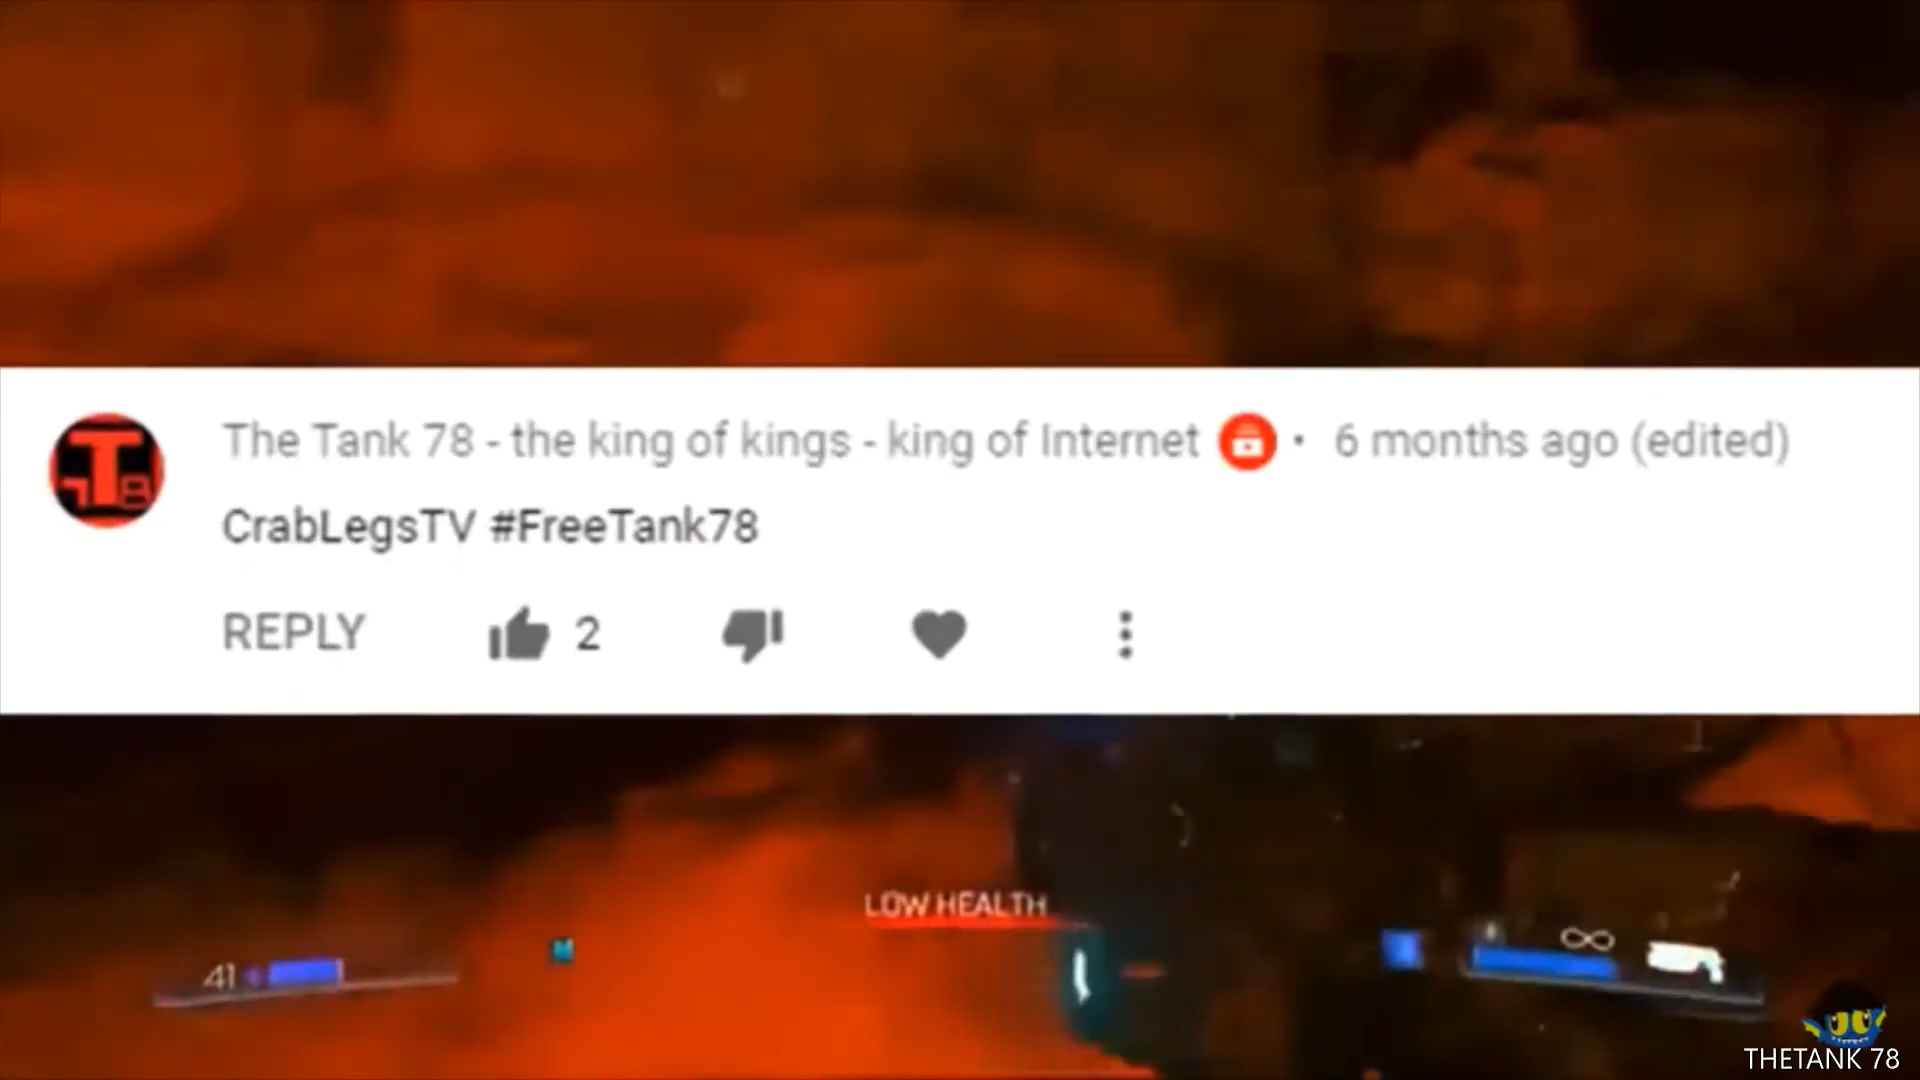 The Tank 78 - the king of kings - king of Internet • 6 months ago (edited)
T78
CrabLegsTV #FreeTank78
REPLY 2
LOW HEALTH
41
M
∞
THETANK 78